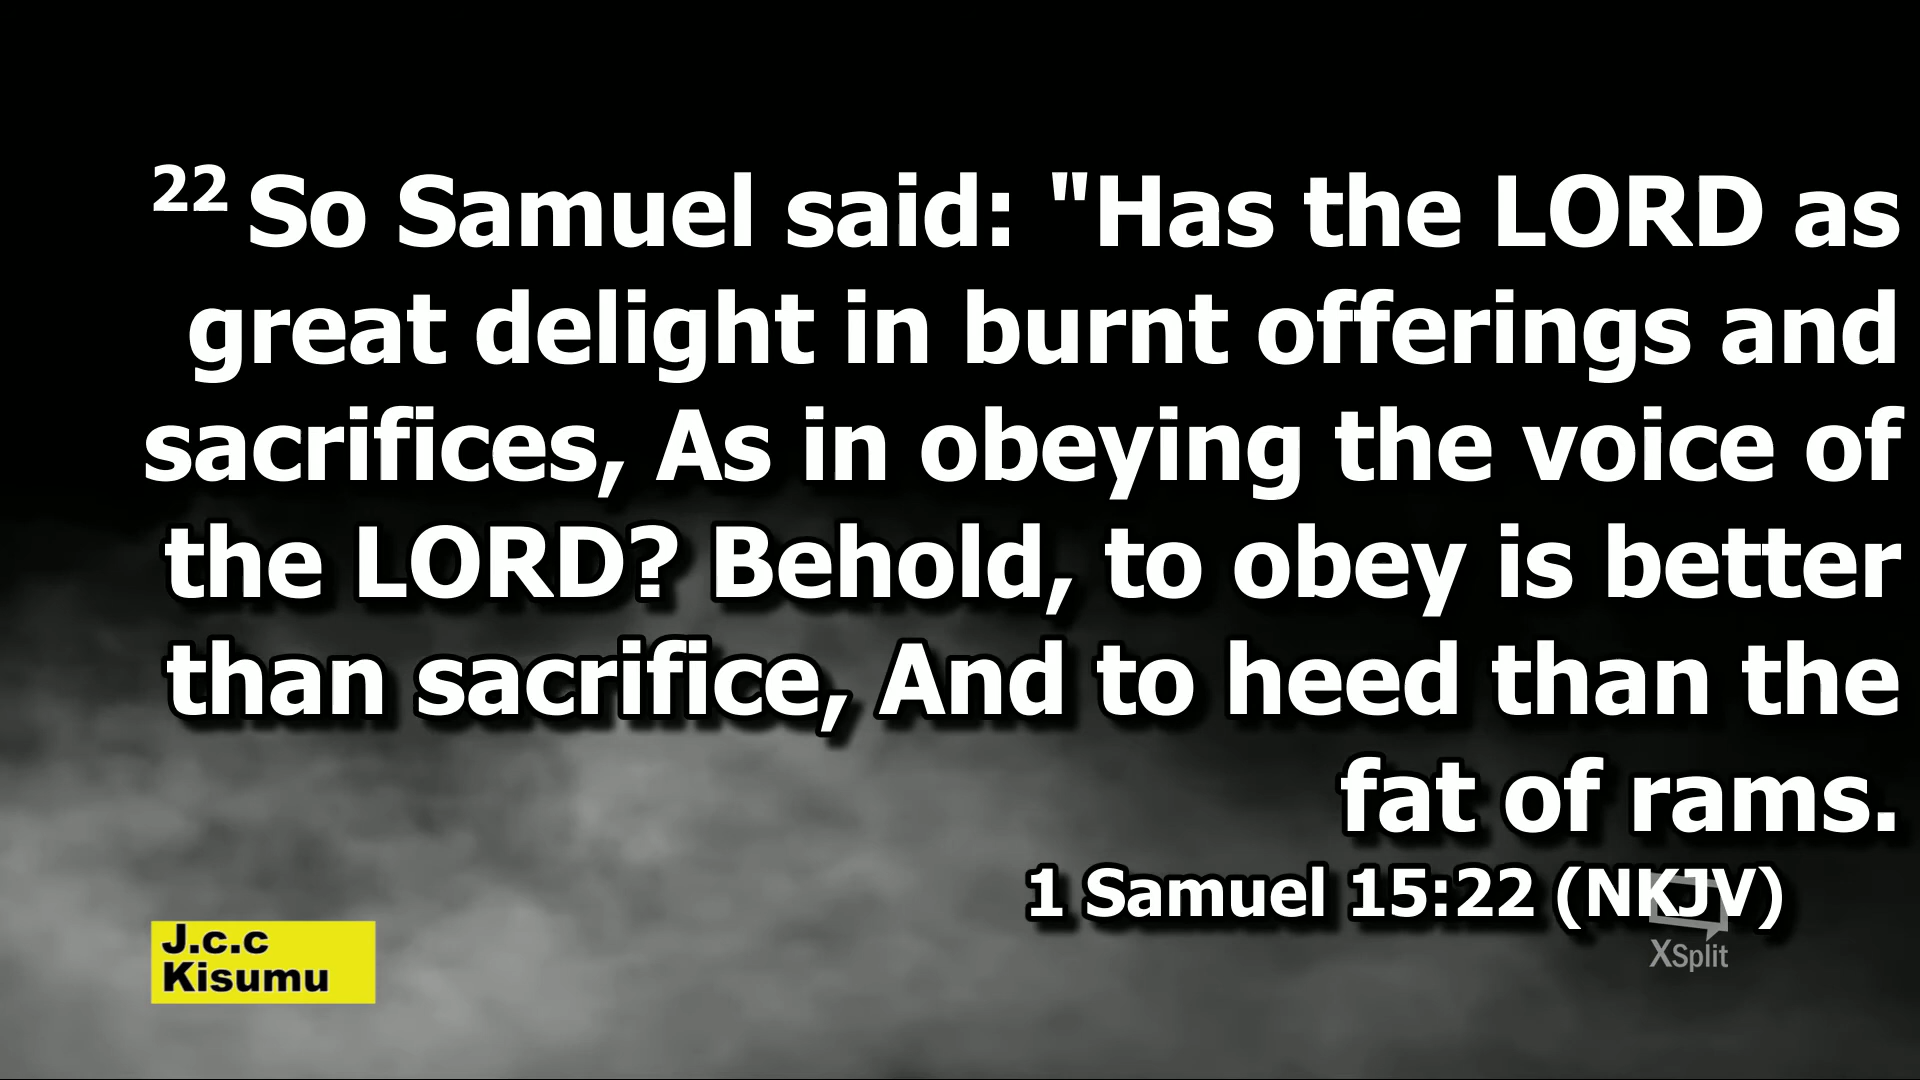 22 So Samuel said: "Has the LORD as
great delight in burnt offerings and
sacrifices, As in obeying the voice of
the LORD? Behold, to obey is better
than sacrifice, And to heed than the
fat of rams.
1 Samuel 15:22 (NKJV)
J.c.c
Kisumu
XSplit